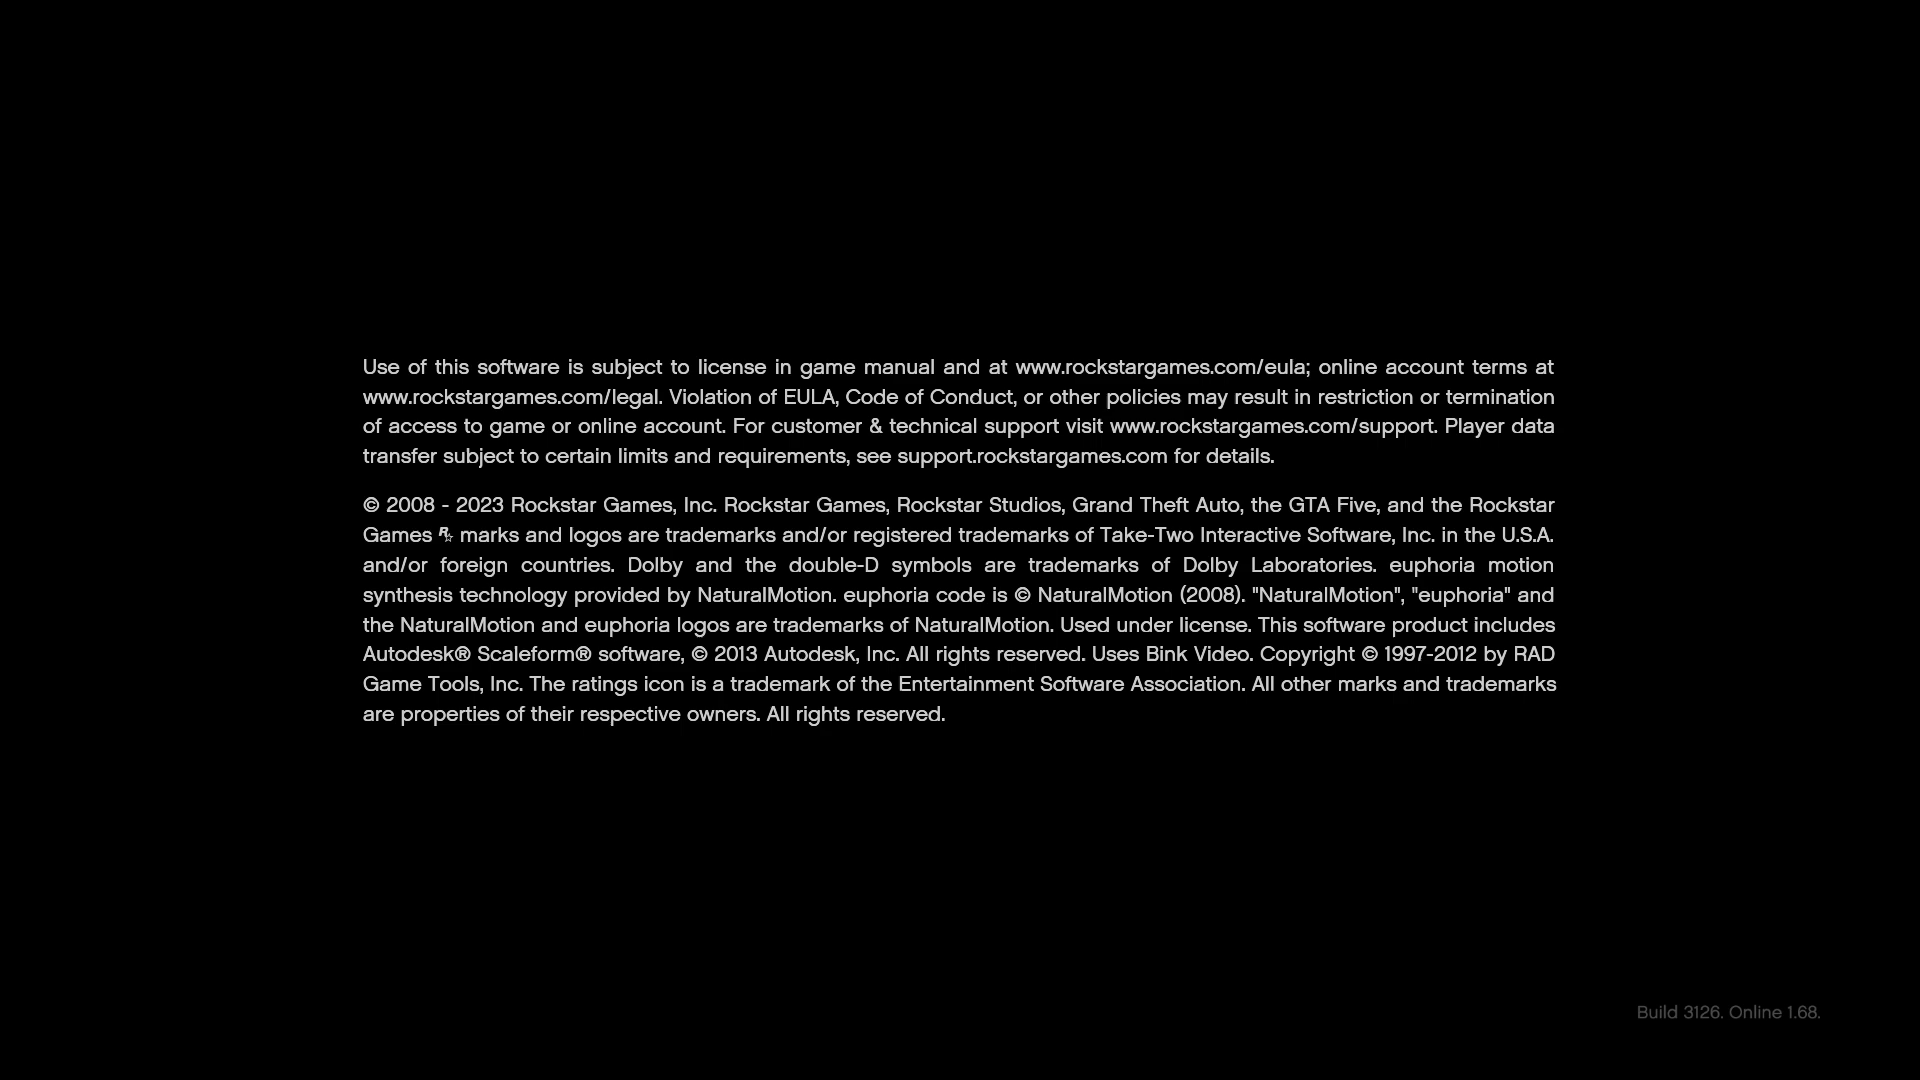 Use of this software is subject to license in game manual and at www.rockstargames.com/eula; online account terms at
www.rockstargames.com/legal. Violation of EULA, Code of Conduct, or other policies may result in restriction or termination
of access to game or online account. For customer & technical support visit www.rockstargames.com/support. Player data
transfer subject to certain limits and requirements, see support.rockstargames.com for details.
© 2008 - 2023 Rockstar Games, Inc. Rockstar Games, Rockstar Studios, Grand Theft Auto, the GTA Five, and the Rockstar
Games R* marks and logos are trademarks and/or registered trademarks of Take-Two Interactive Software, Inc. in the U.S.A.
and/or foreign countries. Dolby and the double-D symbols are trademarks of Dolby Laboratories. euphoria motion
synthesis technology provided by NaturalMotion. euphoria code is © NaturalMotion (2008). "NaturalMotion", "euphoria" and
the NaturalMotion and euphoria logos are trademarks of NaturalMotion. Used under license. This software product includes
Autodesk® Scaleform® software, © 2013 Autodesk, Inc. All rights reserved. Uses Bink Video. Copyright © 1997-2012 by RAD
Game Tools, Inc. The ratings icon is a trademark of the Entertainment Software Association. All other marks and trademarks
are properties of their respective owners. All rights reserved.
Build 3126. Online 1.68.